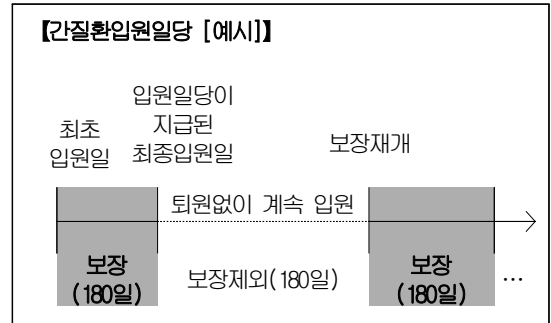 【간질환입원일당 [예시]】
입원일당이
최초 지급된
입원일 최종입원일 보장재개
퇴원없이 계속 입원
보장 보장제외(180일) 보장 …
(180일) (180일)